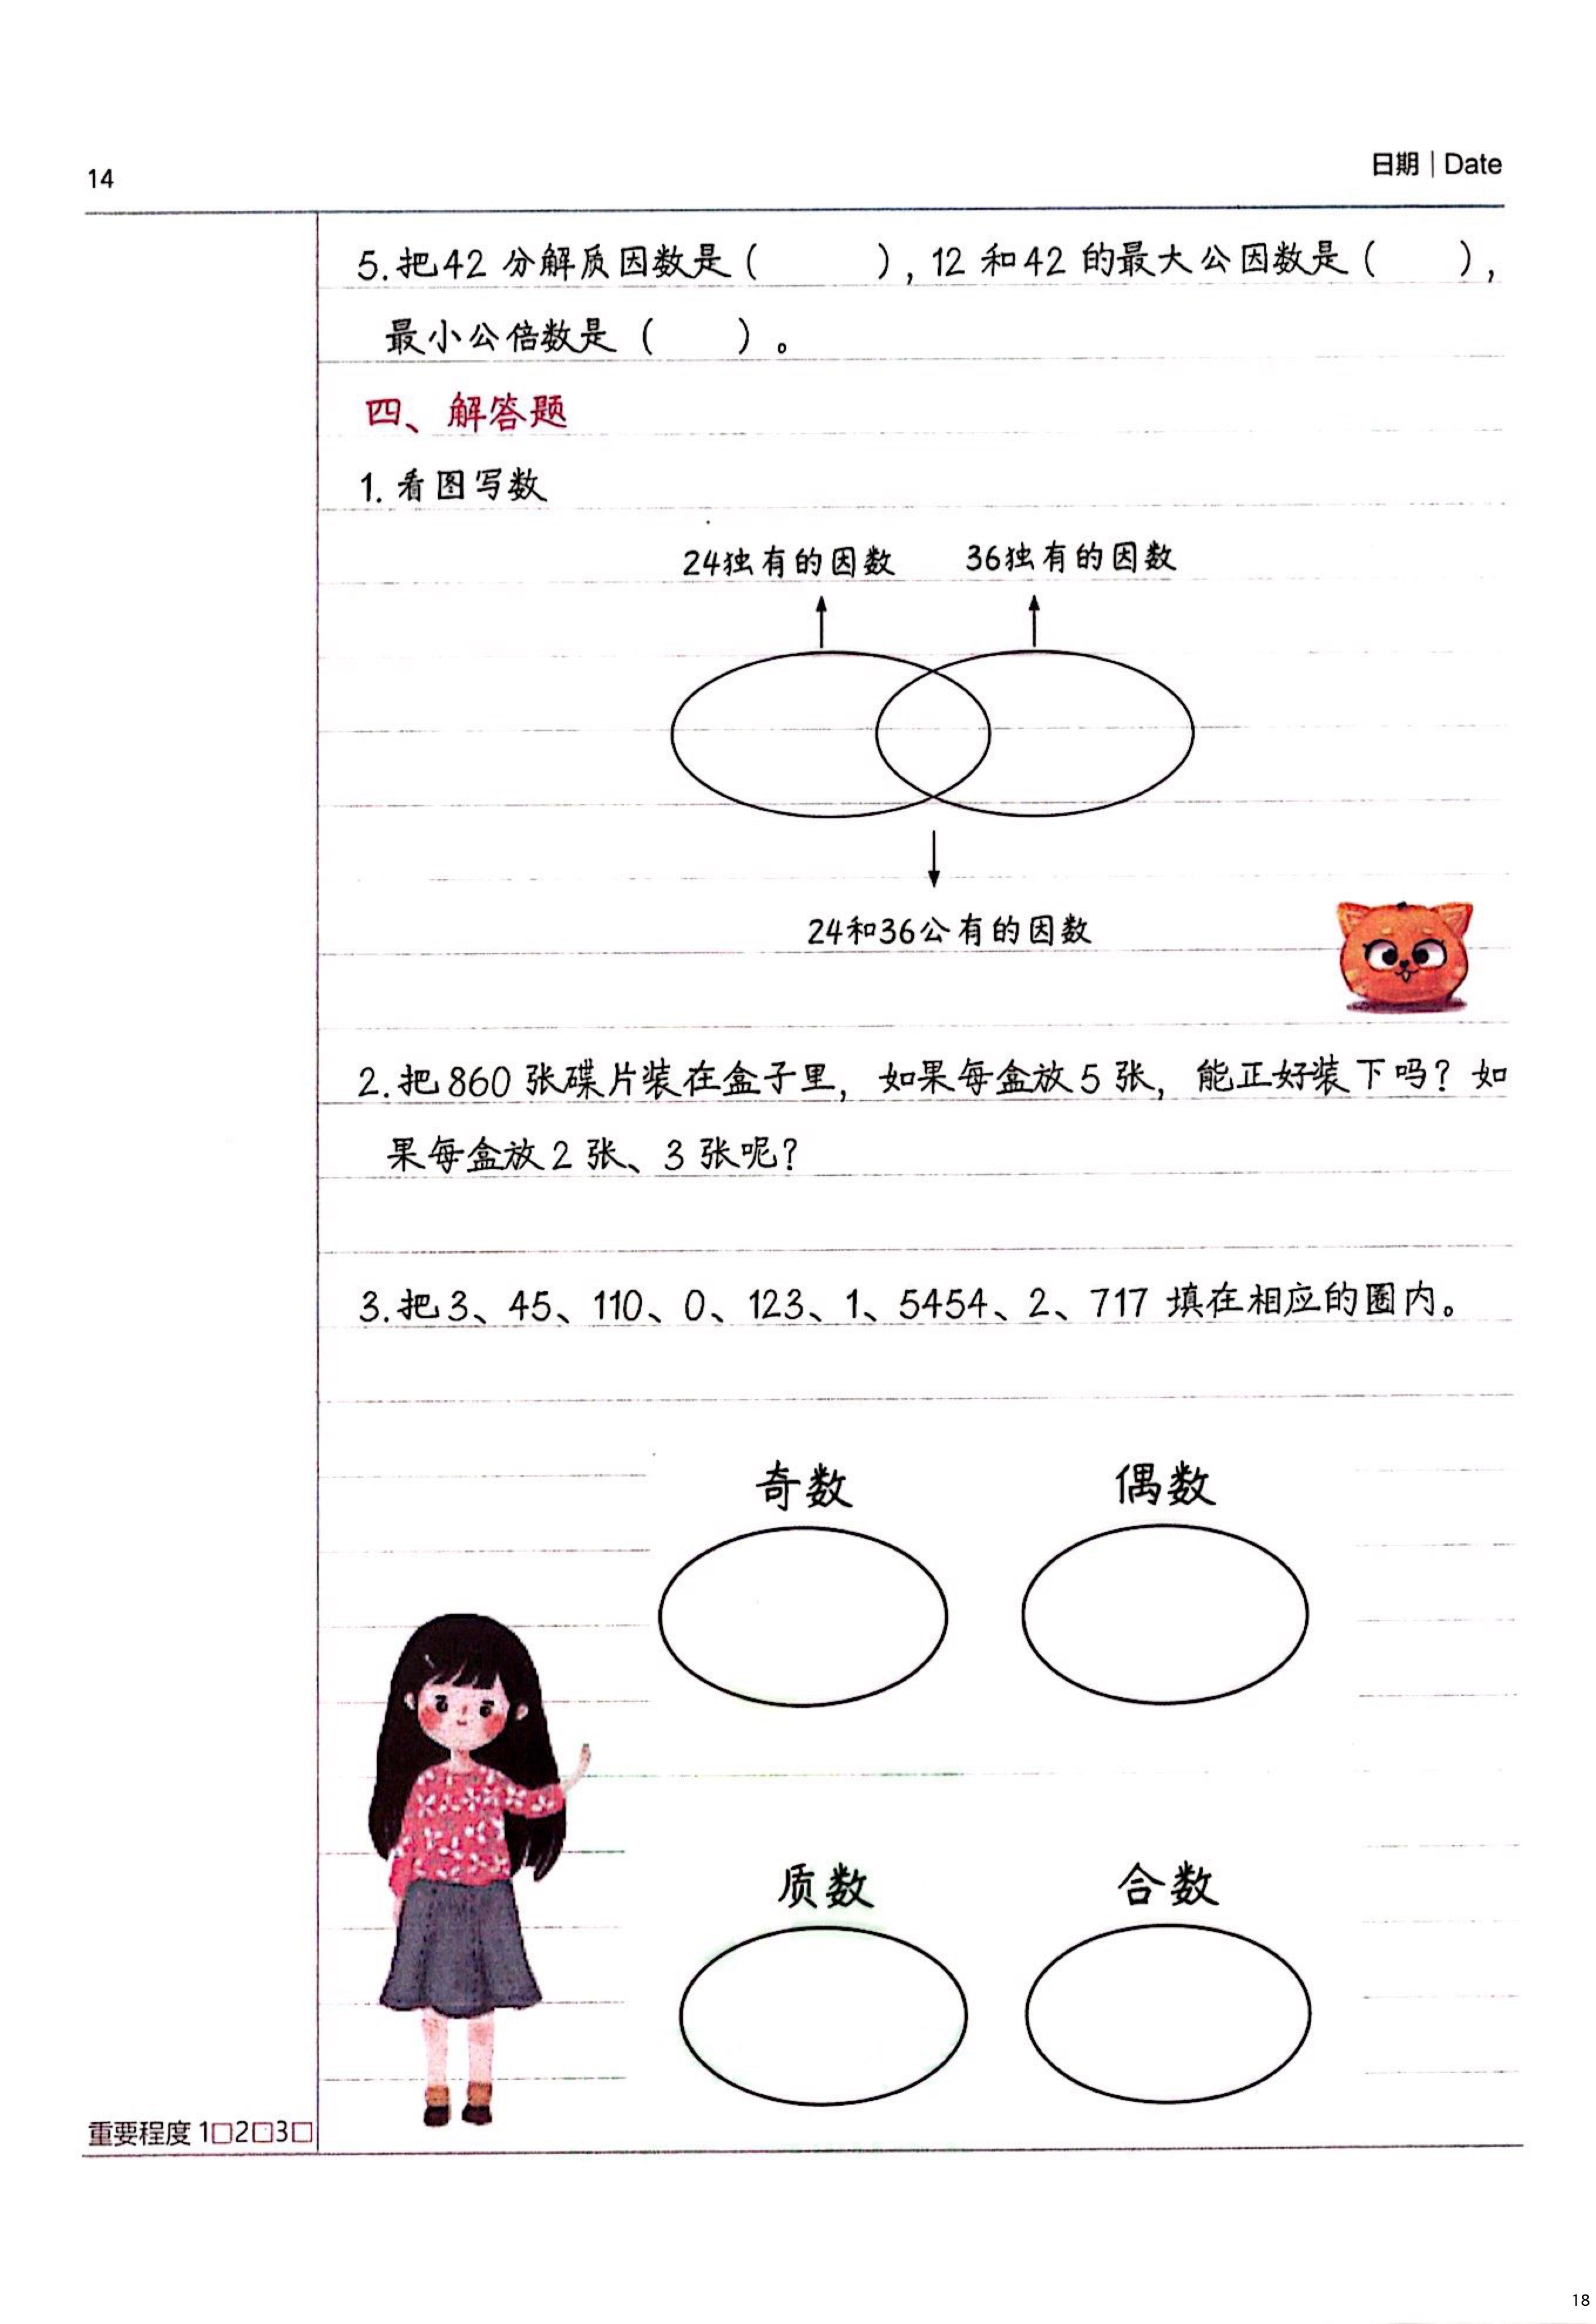 14
日期｜Date
5.把42 分解质因数是（          ），12 和42 的最大公因数是（     ），
最小公倍数是（     ）。
四、解答题
1. 看图写数
24独有的因数 36独有的因数
24和36公有的因数
2.把860 张碟片装在盒子里，如果每盒放5 张，能正好装下吗？如
果每盒放2 张、3 张呢？
3.把3、45、110、0、123、1、5454、2、717 填在相应的圈内。
奇数 偶数
质数 合数
重要程度 1□2□3□
18